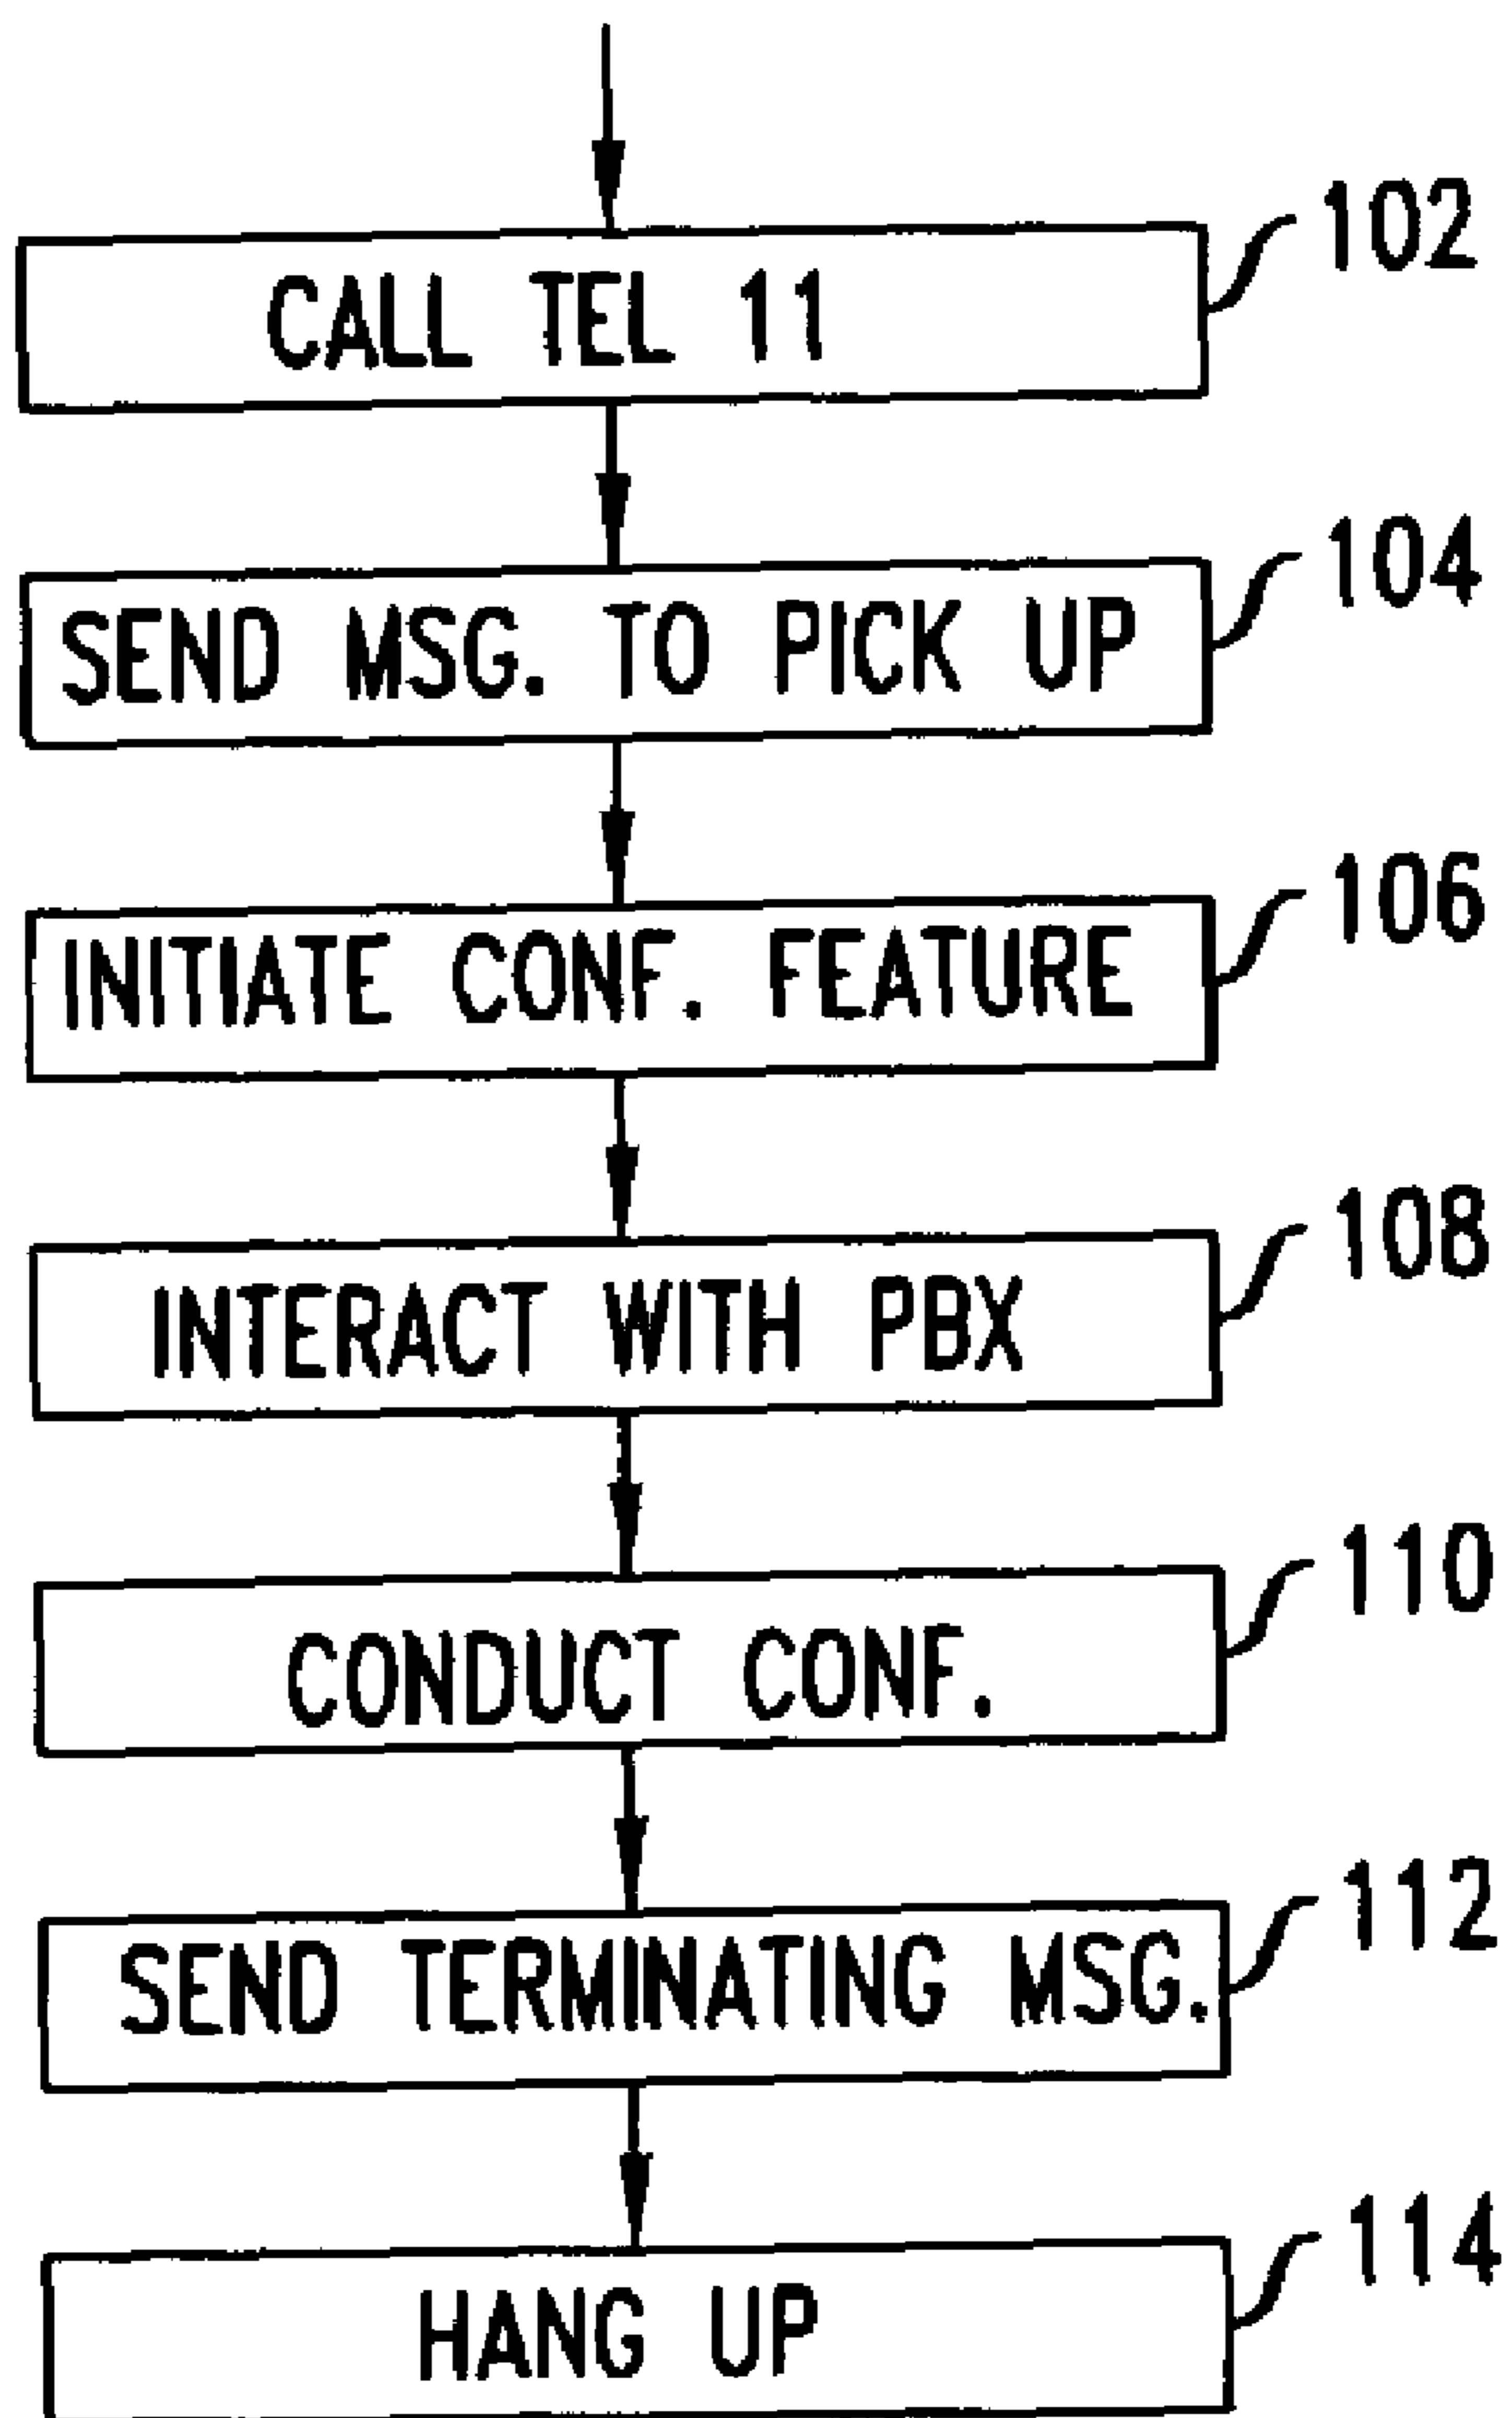 102
CALL TEL 11
104
SEND MSG. TO PICK UP
106
INITIATE CONF. FEATURE
108
INTERACT WITH PBX
110
CONDUCT CONF.
112
SEND TERMINATING MSG.
114
HANG UP